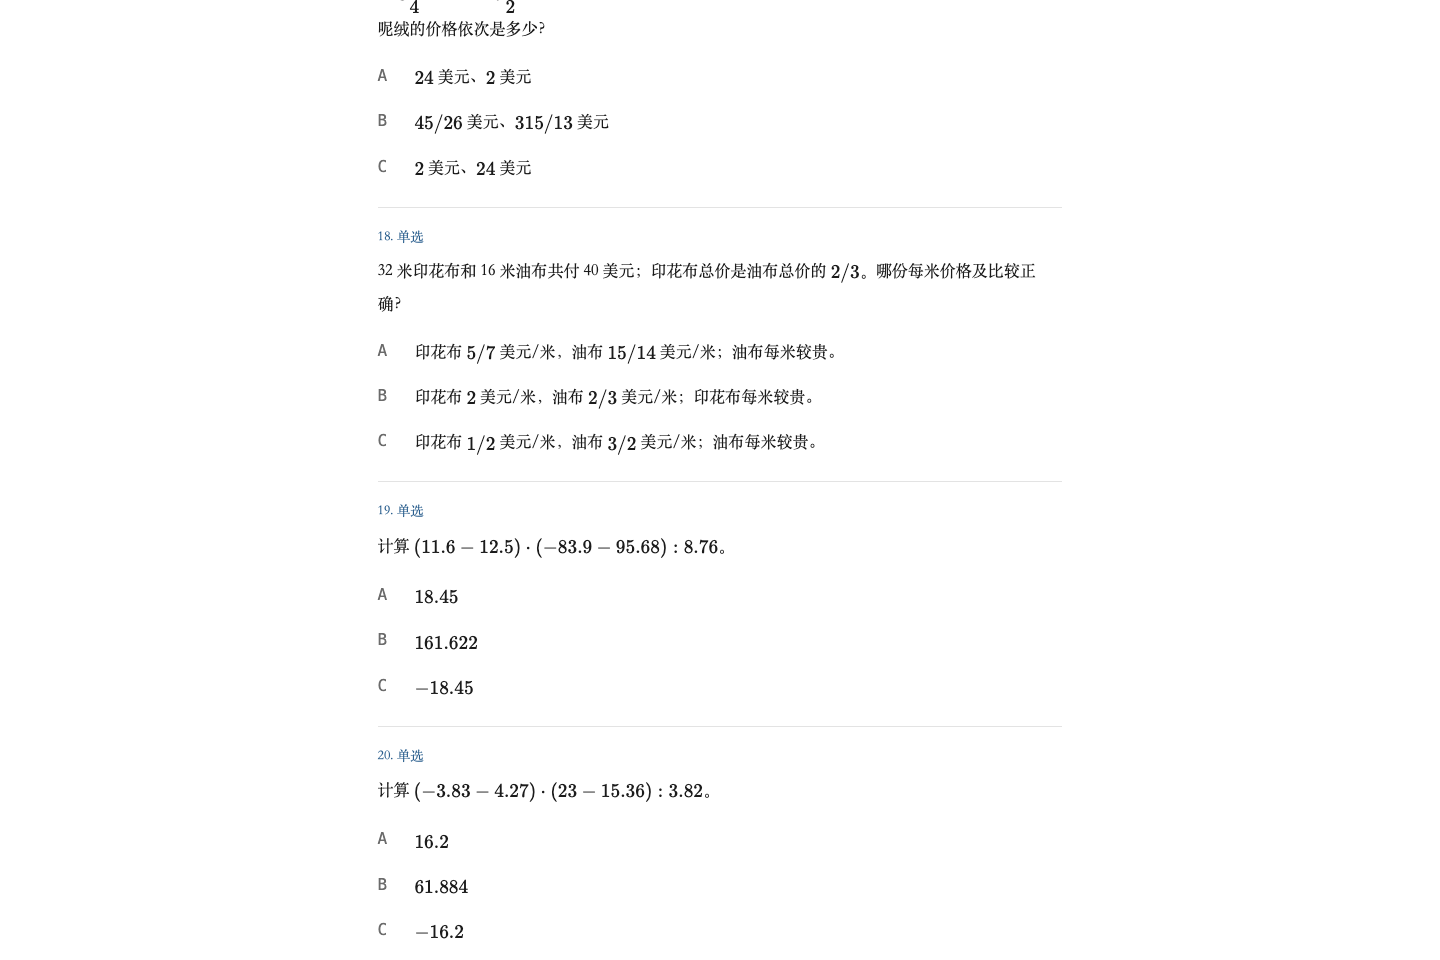 4 2
呢绒的价格依次是多少?
A 24 美元、2 美元
B 45/26 美元、315/13 美元
C 2 美元、24 美元
18. 单选
32 米印花布和 16 米油布共付 40 美元；印花布总价是油布总价的 2/3。哪份每米价格及比较正
确?
A 印花布 5/7 美元/米，油布 15/14 美元/米；油布每米较贵。
B 印花布 2 美元/米，油布 2/3 美元/米；印花布每米较贵。
C 印花布 1/2 美元/米，油布 3/2 美元/米；油布每米较贵。
19. 单选
计算 (11.6 − 12.5) · (−83.9 − 95.68) : 8.76。
A 18.45
B 161.622
C −18.45
20. 单选
计算 (−3.83 − 4.27) · (23 − 15.36) : 3.82。
A 16.2
B 61.884
C −16.2